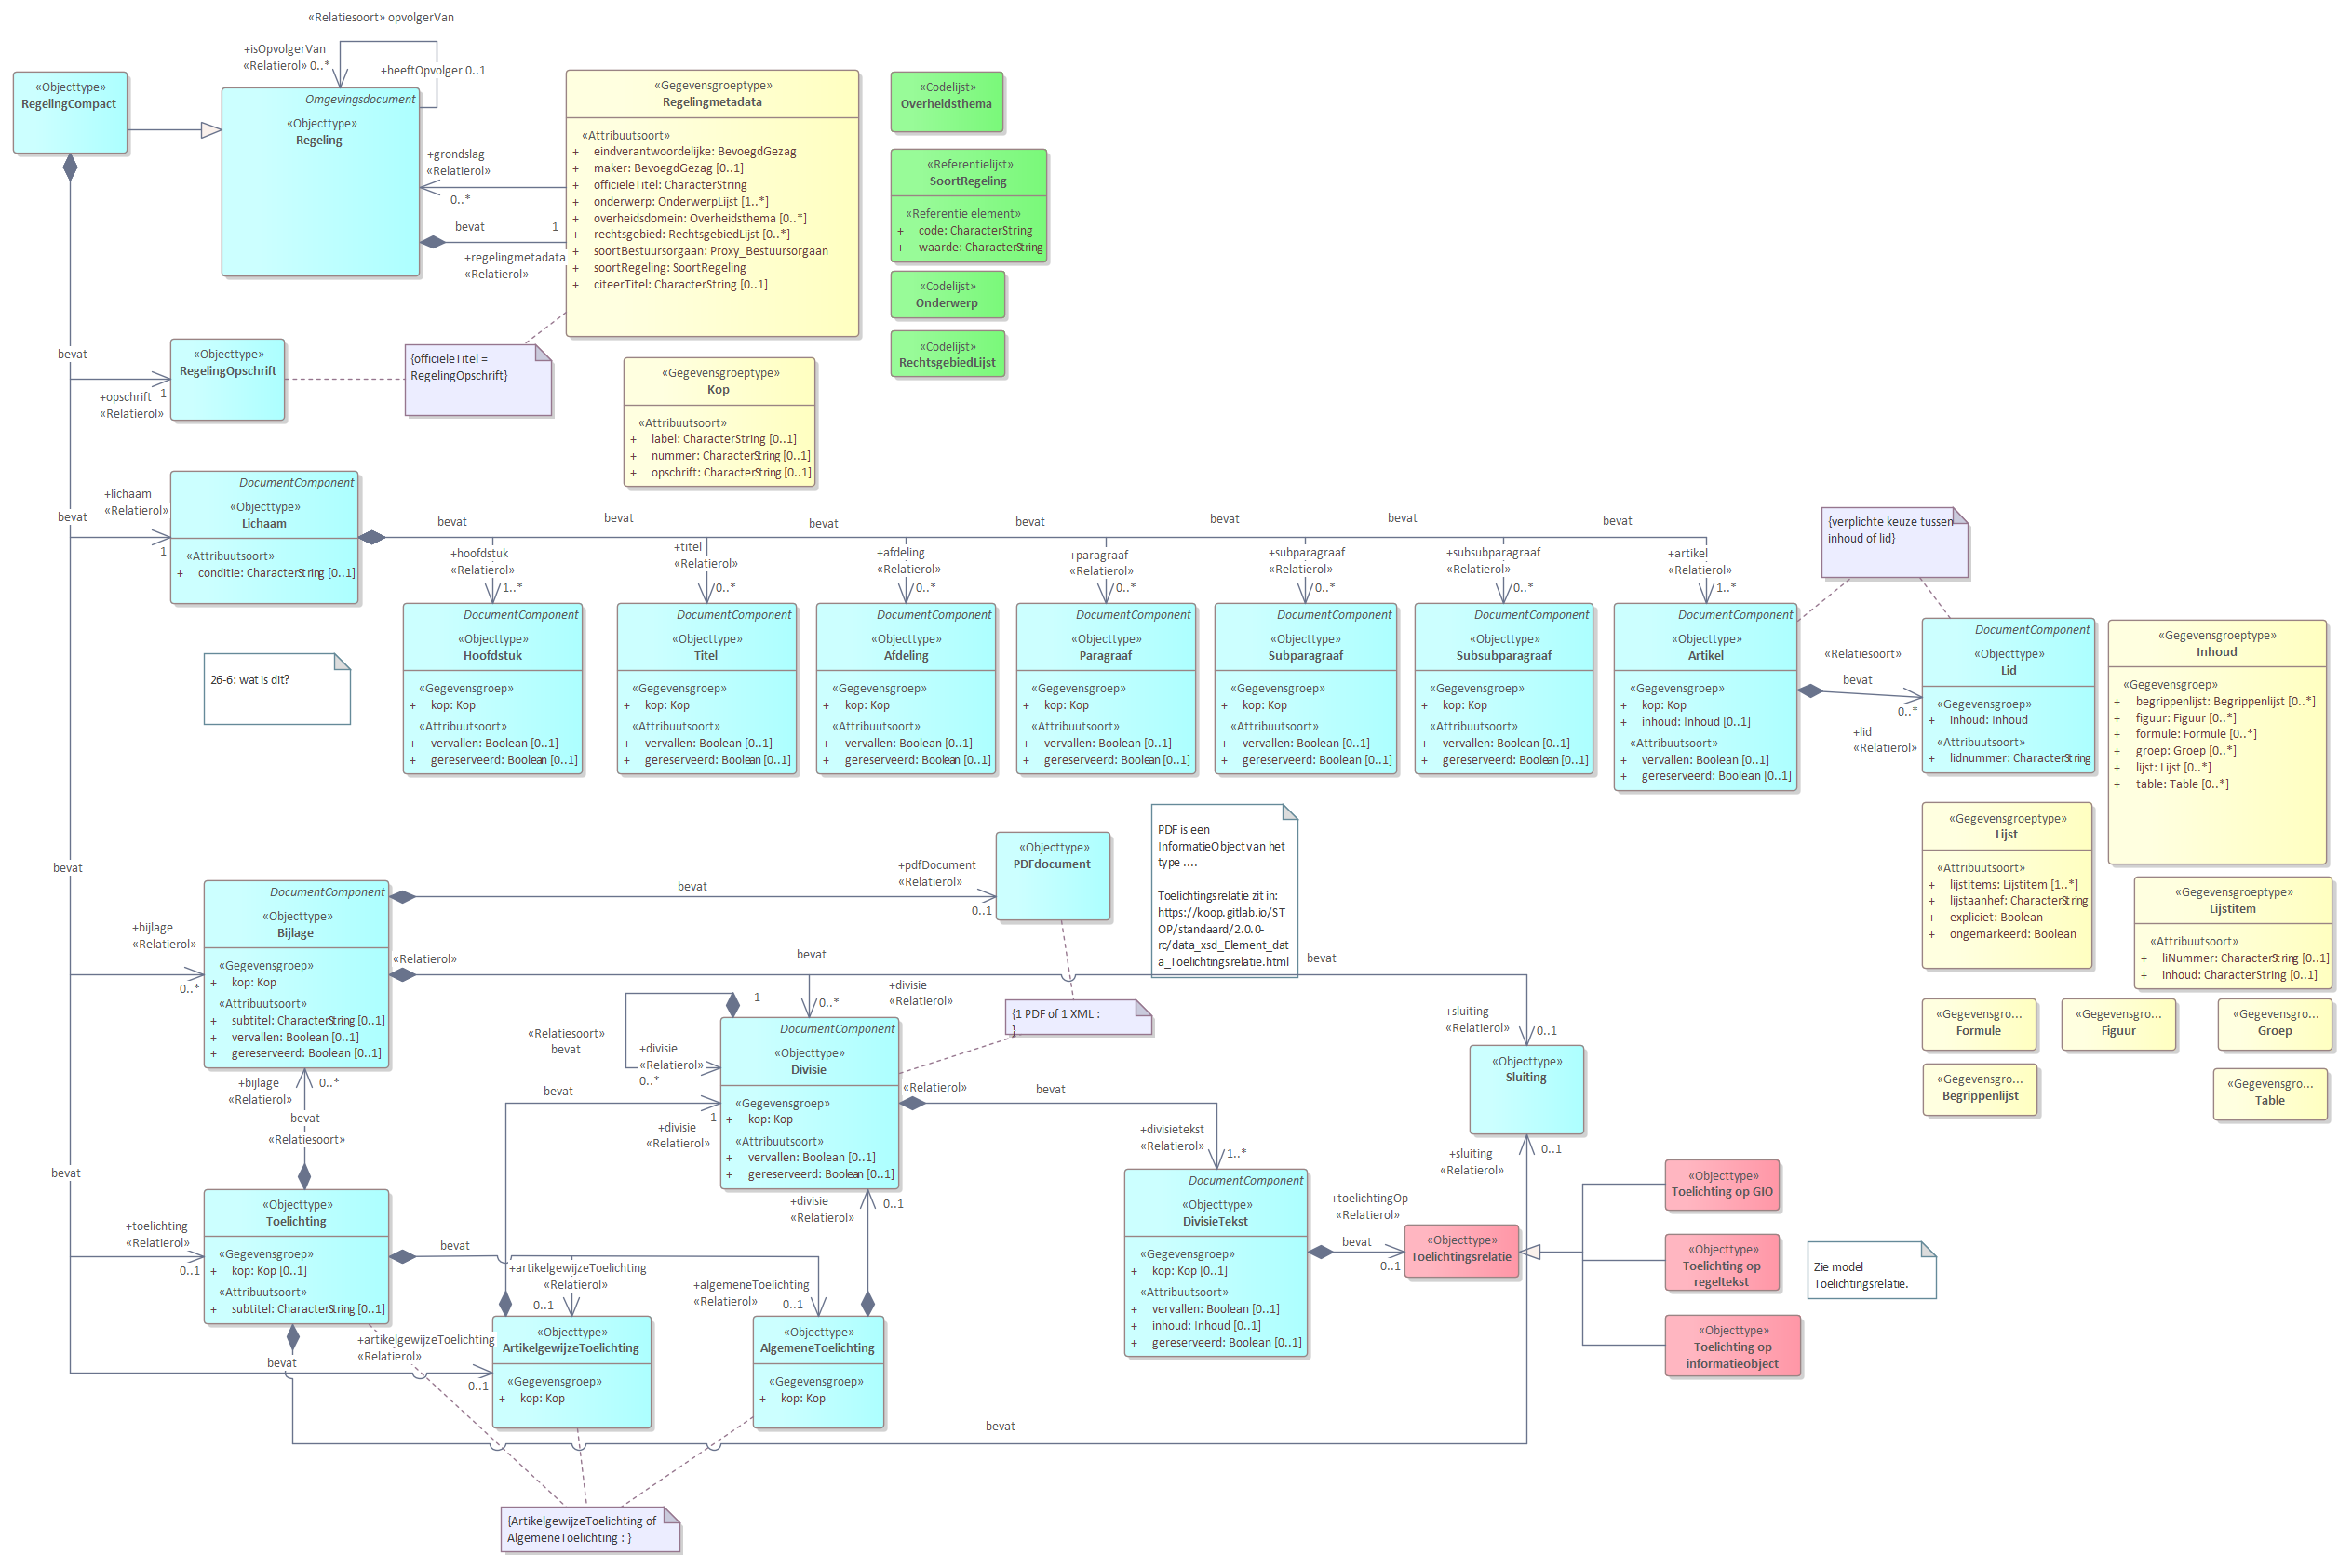 «Relatiesoort» opvolgerVan
+isOpvolgerVan
«Relatierol» 0..*
+heeftOpvolger 0..1
«Objecttype»
RegelingCompact
Omgevingsdocument
«Objecttype»
Regeling
+grondslag
«Relatierol»
0..*
bevat
1
+regelingmetadata
«Relatierol»
«Gegevensgroeptype»
Regelingmetadata
«Attribuutsoort»
+ eindverantwoordelijke: BevoegdGezag
+ maker: BevoegdGezag [0..1]
+ officieleTitel: CharacterString
+ onderwerp: OnderwerpLijst [1..*]
+ overheidsdomein: Overheidsthema [0..*]
+ rechtsgebied: RechtsgebiedLijst [0..*]
+ soortBestuursorgaan: Proxy_Bestuursorgaan
+ soortRegeling: SoortRegeling
+ citeerTitel: CharacterString [0..1]
«Codelijst»
Overheidsthema
«Referentielijst»
SoortRegeling
«Referentie element»
+ code: CharacterString
+ waarde: CharacterString
«Codelijst»
Onderwerp
«Codelijst»
RechtsgebiedLijst
bevat
+opschrift
«Relatierol»
1
«Objecttype»
RegelingOpschrift
{officieleTitel =
RegelingOpschrift}
«Gegevensgroeptype»
Kop
«Attribuutsoort»
+ label: CharacterString [0..1]
+ nummer: CharacterString [0..1]
+ opschrift: CharacterString [0..1]
bevat
+lichaam
«Relatierol»
1
DocumentComponent
«Objecttype»
Lichaam
«Attribuutsoort»
+ conditie: CharacterString [0..1]
bevat
bevat
bevat
bevat
bevat
bevat
bevat
+hoofdstuk
«Relatierol»
1..*
+titel
«Relatierol»
0..*
+afdeling
«Relatierol»
0..*
+paragraaf
«Relatierol»
0..*
+subparagraaf
«Relatierol»
0..*
+subsubparagraaf
«Relatierol»
0..*
+artikel
«Relatierol»
1..*
{verplichte keuze tussen
inhoud of lid}
26-6: wat is dit?
DocumentComponent
«Objecttype»
Hoofdstuk
«Gegevensgroep»
+ kop: Kop
«Attribuutsoort»
+ vervallen: Boolean [0..1]
+ gereserveerd: Boolean [0..1]
DocumentComponent
«Objecttype»
Titel
«Gegevensgroep»
+ kop: Kop
«Attribuutsoort»
+ vervallen: Boolean [0..1]
+ gereserveerd: Boolean [0..1]
DocumentComponent
«Objecttype»
Afdeling
«Gegevensgroep»
+ kop: Kop
«Attribuutsoort»
+ vervallen: Boolean [0..1]
+ gereserveerd: Boolean [0..1]
DocumentComponent
«Objecttype»
Paragraaf
«Gegevensgroep»
+ kop: Kop
«Attribuutsoort»
+ vervallen: Boolean [0..1]
+ gereserveerd: Boolean [0..1]
DocumentComponent
«Objecttype»
Subparagraaf
«Gegevensgroep»
+ kop: Kop
«Attribuutsoort»
+ vervallen: Boolean [0..1]
+ gereserveerd: Boolean [0..1]
DocumentComponent
«Objecttype»
Subsubparagraaf
«Gegevensgroep»
+ kop: Kop
«Attribuutsoort»
+ vervallen: Boolean [0..1]
+ gereserveerd: Boolean [0..1]
DocumentComponent
«Objecttype»
Artikel
«Gegevensgroep»
+ kop: Kop
+ inhoud: Inhoud [0..1]
«Attribuutsoort»
+ vervallen: Boolean [0..1]
+ gereserveerd: Boolean [0..1]
«Relatiesoort»
bevat
0..*
+lid
«Relatierol»
DocumentComponent
«Objecttype»
Lid
«Gegevensgroep»
+ inhoud: Inhoud
«Attribuutsoort»
+ lidnummer: CharacterString
«Gegevensgroeptype»
Inhoud
«Gegevensgroep»
+ begrippenlijst: Begrippenlijst [0..*]
+ figuur: Figuur [0..*]
+ formule: Formule [0..*]
+ groep: Groep [0..*]
+ lijst: Lijst [0..*]
+ table: Table [0..*]
«Gegevensgroeptype»
Lijst
«Attribuutsoort»
+ lijstitems: Lijstitem [1..*]
+ lijstaanhef: CharacterString
+ expliciet: Boolean
+ ongemarkeerd: Boolean
«Gegevensgroeptype»
Lijstitem
«Attribuutsoort»
+ liNummer: CharacterString [0..1]
+ inhoud: CharacterString [0..1]
«Gegevensgro...
Formule
«Gegevensgro...
Figuur
«Gegevensgro...
Groep
«Gegevensgro...
Begrippenlijst
«Gegevensgro...
Table
PDF is een
InformatieObject van het
type ....
Toelichtingsrelatie zit in:
https://koop.gitlab.io/ST
OP/standaard/2.0.0-
rc/data_xsd_Element_dat
a_Toelichtingsrelatie.html
bevat
+bijlage
«Relatierol»
0..*
DocumentComponent
«Objecttype»
Bijlage
«Gegevensgroep»
+ kop: Kop
«Attribuutsoort»
+ subtitel: CharacterString [0..1]
+ vervallen: Boolean [0..1]
+ gereserveerd: Boolean [0..1]
bevat
+pdfDocument
«Relatierol»
0..1
«Objecttype»
PDFdocument
«Relatierol»
bevat
bevat
0..*
+divisie
«Relatierol»
{1 PDF of 1 XML :
}
1
«Relatiesoort»
bevat
+divisie
«Relatierol»
0..*
DocumentComponent
«Objecttype»
Divisie
«Gegevensgroep»
+ kop: Kop
«Attribuutsoort»
+ vervallen: Boolean [0..1]
+ gereserveerd: Boolean [0..1]
«Relatierol»
bevat
+divisietekst
«Relatierol»
1..*
+sluiting
«Relatierol»
0..1
«Objecttype»
Sluiting
+sluiting
«Relatierol»
0..1
bevat
1
+divisie
«Relatierol»
+divisie
«Relatierol»
0..1
+bijlage
«Relatierol»
0..*
bevat
«Relatiesoort»
bevat
+toelichting
«Relatierol»
0..1
«Objecttype»
Toelichting
«Gegevensgroep»
+ kop: Kop [0..1]
«Attribuutsoort»
+ subtitel: CharacterString [0..1]
bevat
+artikelgewijzeToelichting
«Relatierol»
0..1
+algemeneToelichting
«Relatierol»
0..1
DocumentComponent
«Objecttype»
DivisieTekst
«Gegevensgroep»
+ kop: Kop [0..1]
«Attribuutsoort»
+ vervallen: Boolean [0..1]
+ inhoud: Inhoud [0..1]
+ gereserveerd: Boolean [0..1]
+toelichtingOp
«Relatierol»
bevat
0..1
«Objecttype»
Toelichtingsrelatie
«Objecttype»
Toelichting op GIO
«Objecttype»
Toelichting op
regeltekst
«Objecttype»
Toelichting op
informatieobject
Zie model
Toelichtingsrelatie.
+artikelgewijzeToelichting
«Relatierol»
0..1
bevat
«Objecttype»
ArtikelgewijzeToelichting
«Gegevensgroep»
+ kop: Kop
«Objecttype»
AlgemeneToelichting
«Gegevensgroep»
+ kop: Kop
bevat
{ArtikelgewijzeToelichting of
AlgemeneToelichting : }